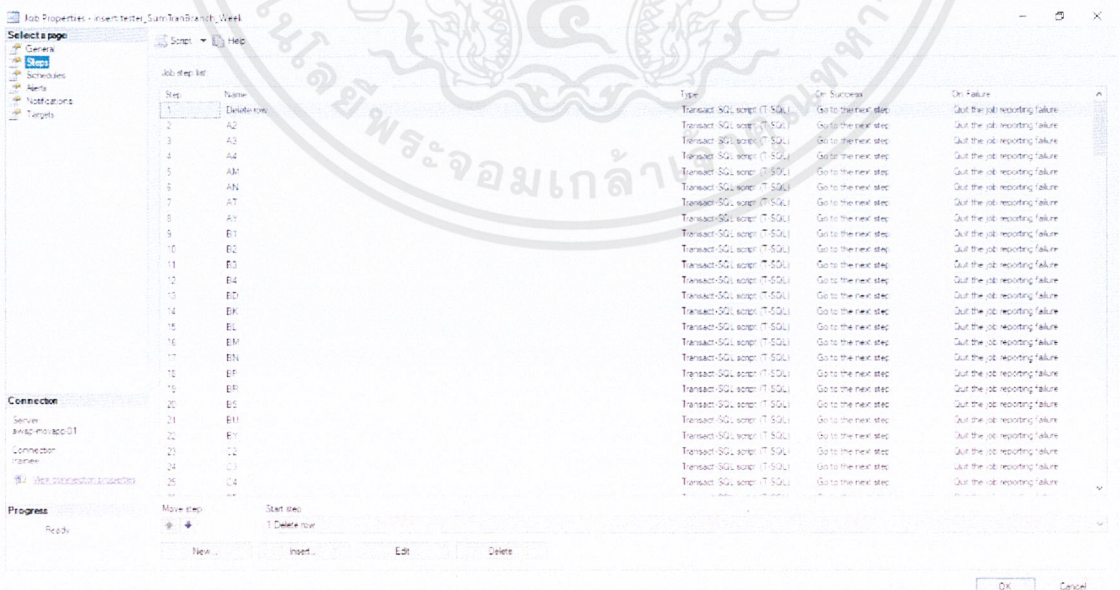 Job Properties - Insert tester_SumTranBranch_Week
Select a page
General
Steps
Schedules
Alerts
Notifications
Targets
Script
Help
Job step list
Step Name Type On Success On Failure
1 Delete row Transact-SQL script (T-SQL) Go to the next step Quit the job reporting failure
2 A2 Transact-SQL script (T-SQL) Go to the next step Quit the job reporting failure
3 A3 Transact-SQL script (T-SQL) Go to the next step Quit the job reporting failure
4 A4 Transact-SQL script (T-SQL) Go to the next step Quit the job reporting failure
5 AM Transact-SQL script (T-SQL) Go to the next step Quit the job reporting failure
6 AN Transact-SQL script (T-SQL) Go to the next step Quit the job reporting failure
7 AT Transact-SQL script (T-SQL) Go to the next step Quit the job reporting failure
8 AY Transact-SQL script (T-SQL) Go to the next step Quit the job reporting failure
9 B1 Transact-SQL script (T-SQL) Go to the next step Quit the job reporting failure
10 B2 Transact-SQL script (T-SQL) Go to the next step Quit the job reporting failure
11 B3 Transact-SQL script (T-SQL) Go to the next step Quit the job reporting failure
12 B4 Transact-SQL script (T-SQL) Go to the next step Quit the job reporting failure
13 BD Transact-SQL script (T-SQL) Go to the next step Quit the job reporting failure
14 BK Transact-SQL script (T-SQL) Go to the next step Quit the job reporting failure
15 BL Transact-SQL script (T-SQL) Go to the next step Quit the job reporting failure
16 BM Transact-SQL script (T-SQL) Go to the next step Quit the job reporting failure
17 BN Transact-SQL script (T-SQL) Go to the next step Quit the job reporting failure
18 BP Transact-SQL script (T-SQL) Go to the next step Quit the job reporting failure
19 BR Transact-SQL script (T-SQL) Go to the next step Quit the job reporting failure
20 BS Transact-SQL script (T-SQL) Go to the next step Quit the job reporting failure
21 BU Transact-SQL script (T-SQL) Go to the next step Quit the job reporting failure
22 BY Transact-SQL script (T-SQL) Go to the next step Quit the job reporting failure
23 C2 Transact-SQL script (T-SQL) Go to the next step Quit the job reporting failure
24 C3 Transact-SQL script (T-SQL) Go to the next step Quit the job reporting failure
25 C4 Transact-SQL script (T-SQL) Go to the next step Quit the job reporting failure
Connection
Server:
Connection:
View connection properties
Progress
Ready
Move step
Start step
1:Delete row
New...
Insert...
Edit
Delete
OK
Cancel
พระจอมเกล้าเจ้าคุณทหาร